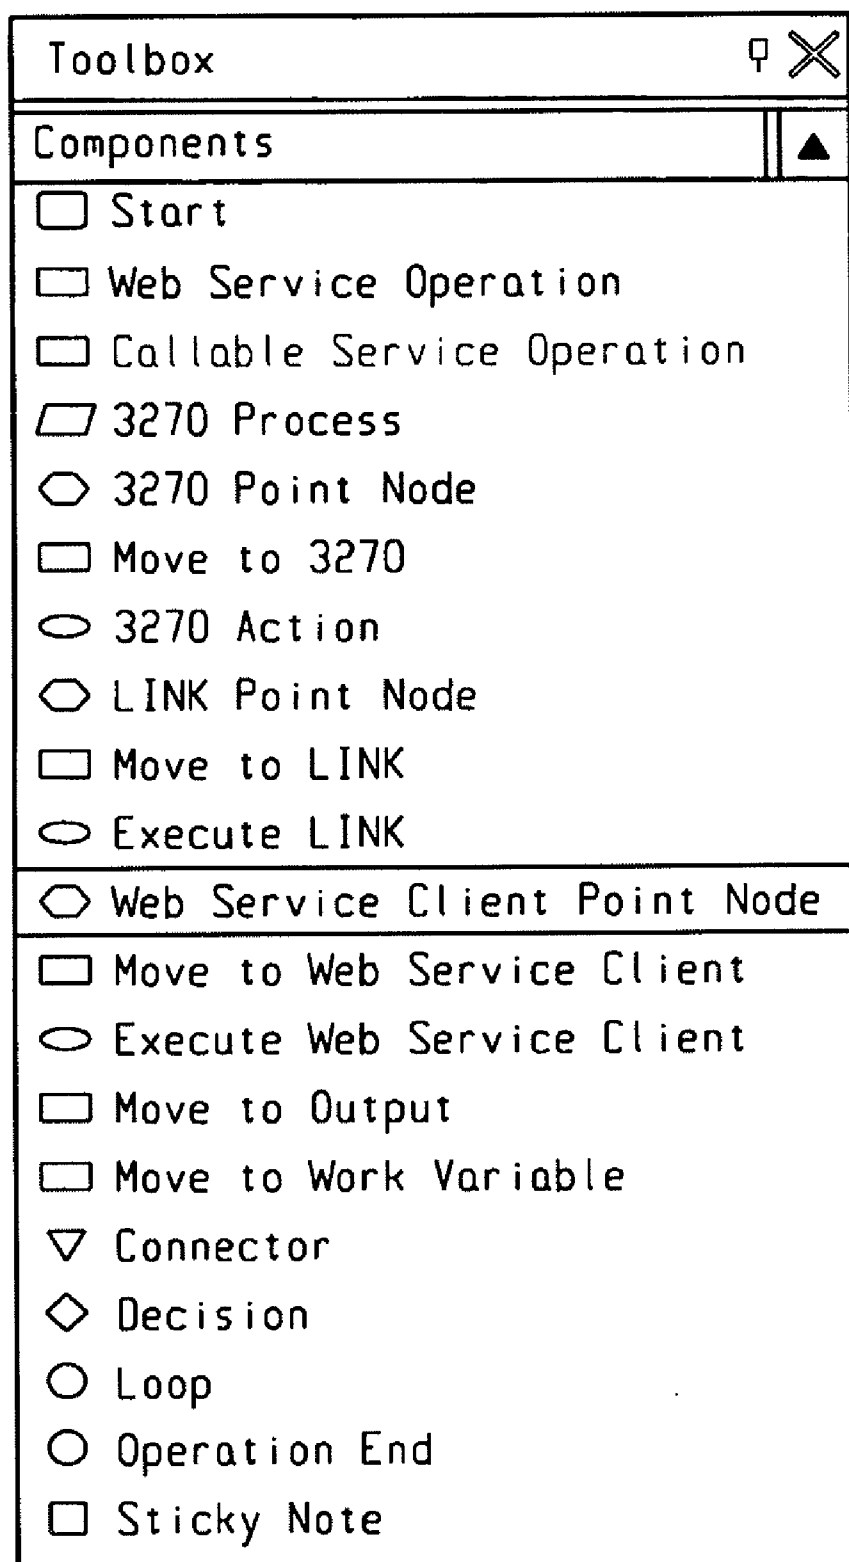 Toolbox
Components
Start
Web Service Operation
Callable Service Operation
3270 Process
3270 Point Node
Move to 3270
3270 Action
LINK Point Node
Move to LINK
Execute LINK
Web Service Client Point Node
Move to Web Service Client
Execute Web Service Client
Move to Output
Move to Work Variable
Connector
Decision
Loop
Operation End
Sticky Note